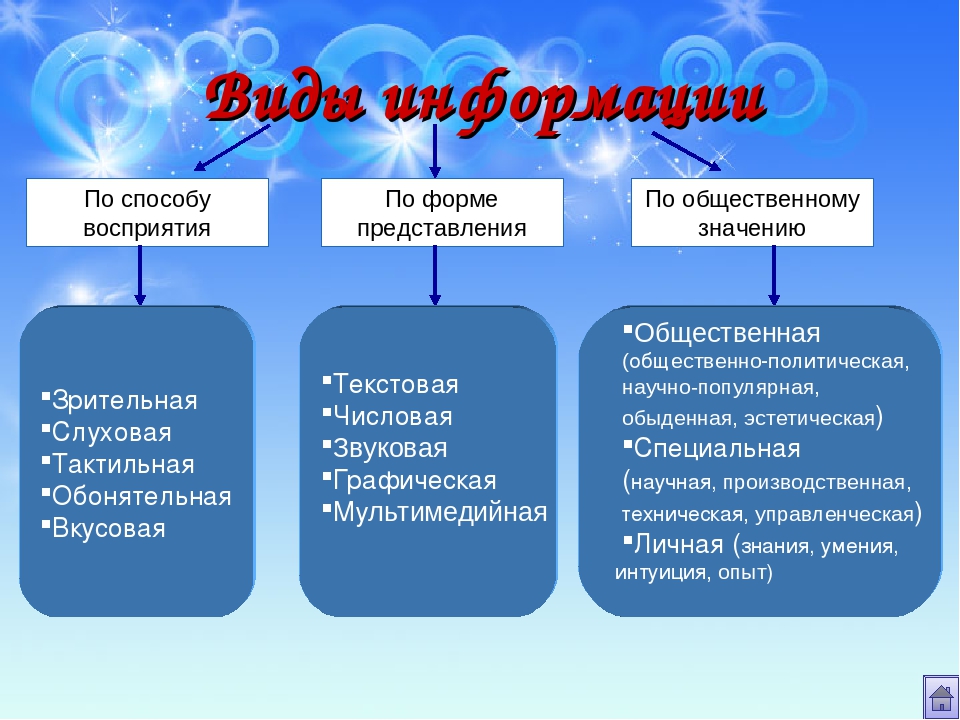 Виды информации
По способу
восприятия
По форме
представления
По общественному
значению
▪Зрительная
▪Слуховая
▪Тактильная
▪Обонятельная
▪Вкусовая
▪Текстовая
▪Числовая
▪Звуковая
▪Графическая
▪Мультимедийная
▪Общественная
(общественно-политическая,
научно-популярная,
обыденная, эстетическая)
▪Специальная
(научная, производственная,
техническая, управленческая)
▪Личная (знания, умения,
интуиция, опыт)